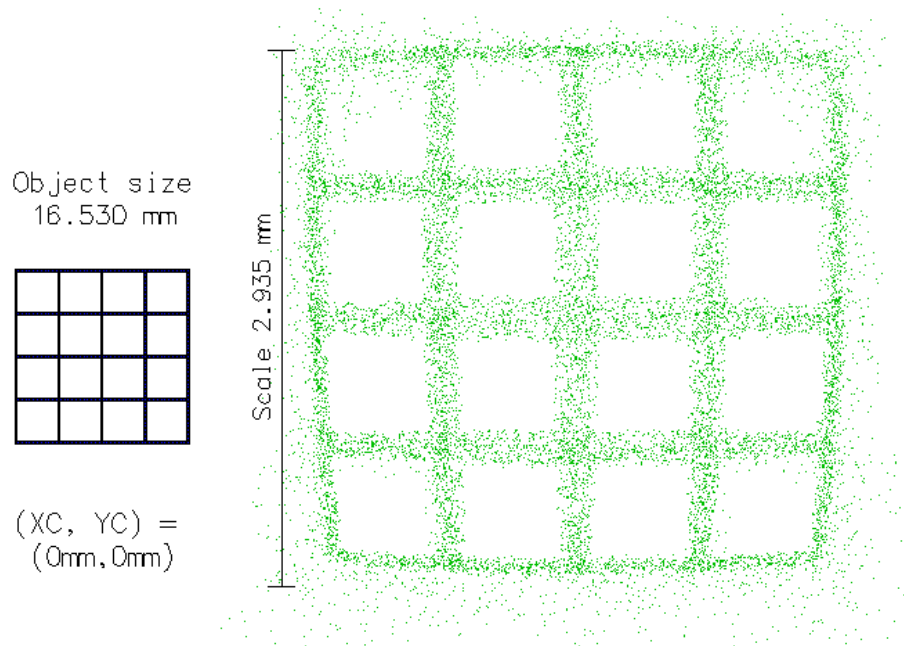 Object size
16.530 mm
Scale 2.935 mm
(XC, YC) =
(0mm,0mm)